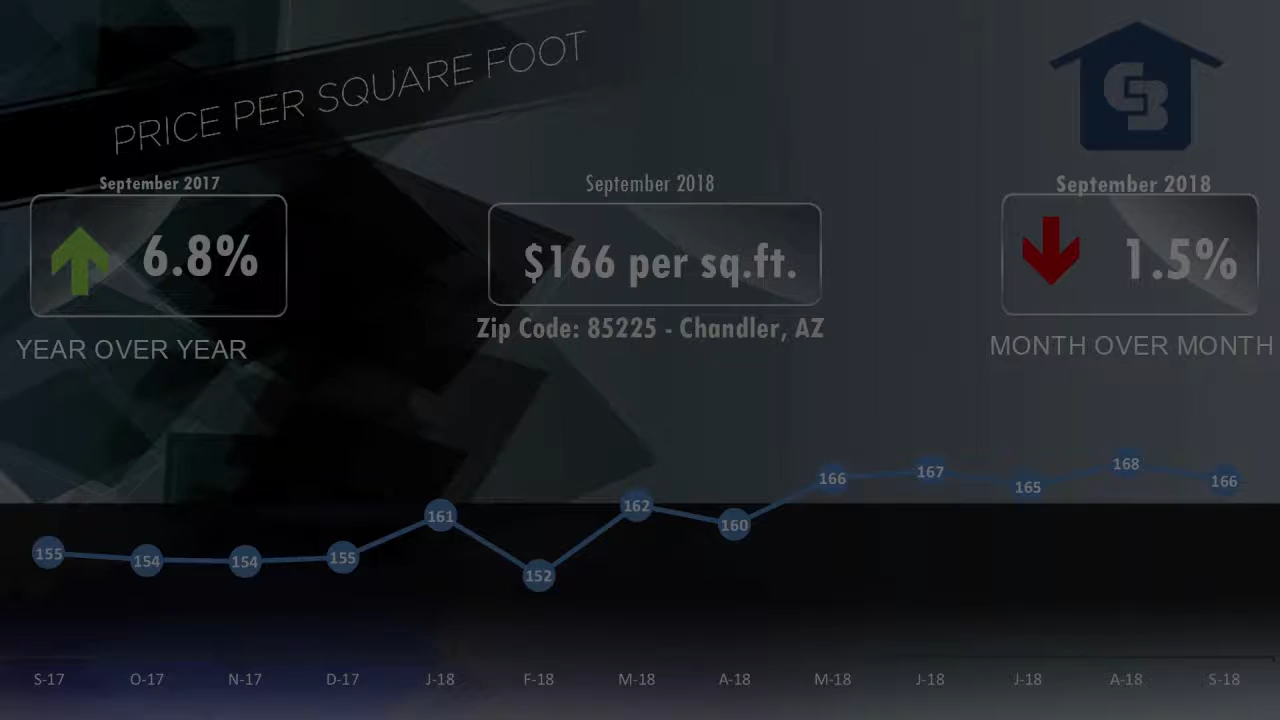 PRICE PER SQUARE FOOT
CB
September 2017
September 2018
September 2018
6.8%
$166 per sq.ft.
1.5%
Zip Code: 85225 - Chandler, AZ
YEAR OVER YEAR
MONTH OVER MONTH
155 154 154 155 161 152 162 160 166 167 165 168 166
S-17 O-17 N-17 D-17 J-18 F-18 M-18 A-18 M-18 J-18 J-18 A-18 S-18